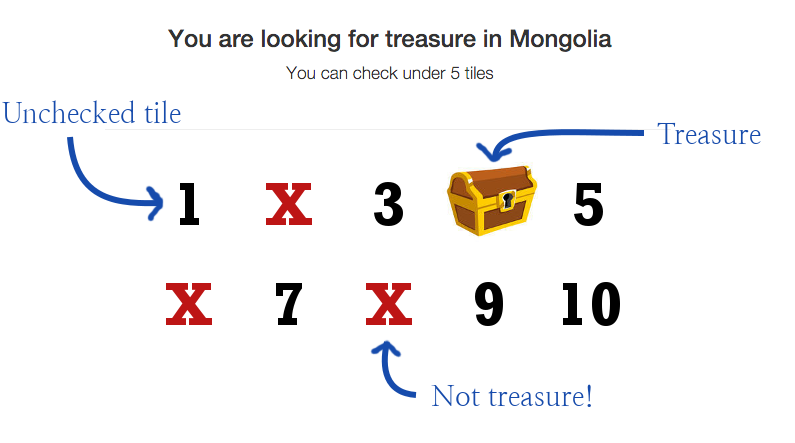 You are looking for treasure in Mongolia
You can check under 5 tiles
Unchecked tile
Treasure
1 X 3 5
X 7 X 9 10
Not treasure!